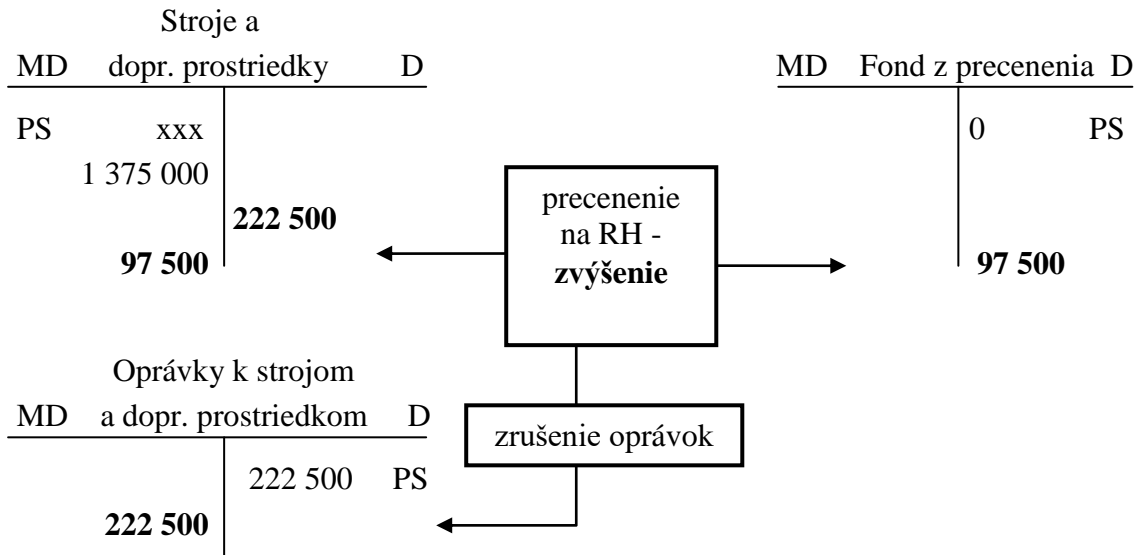 Stroje a
MD dopr. prostriedky D
PS xxx
1 375 000
222 500
97 500
MD Fond z precenenia D
0 PS
97 500
precenenie
na RH -
zvýšenie
Oprávky k strojom
MD a dopr. prostriedkom D
222 500 PS
222 500
zrušenie oprávok